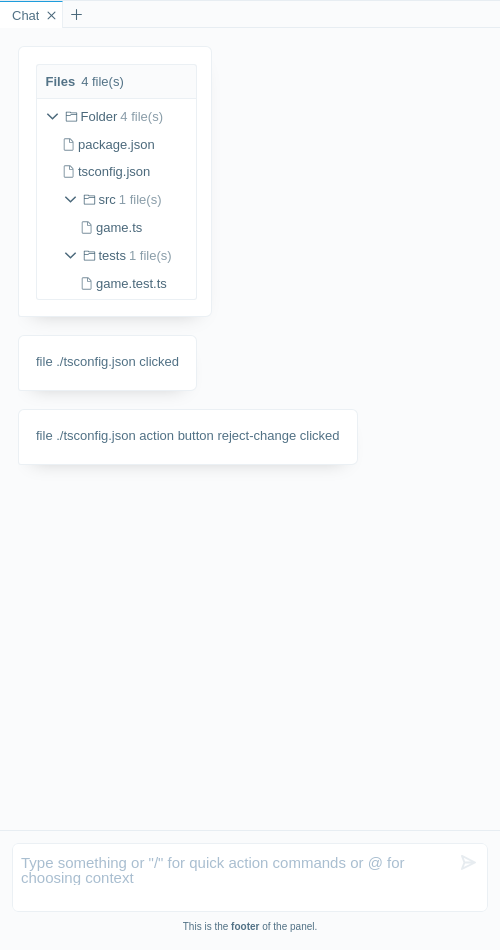 Chat
Files 4 file(s)
Folder 4 file(s)
package.json
tsconfig.json
src 1 file(s)
game.ts
tests 1 file(s)
game.test.ts
file ./tsconfig.json clicked
file ./tsconfig.json action button reject-change clicked
Type something or "/" for quick action commands or @ for
choosing context
This is the footer of the panel.